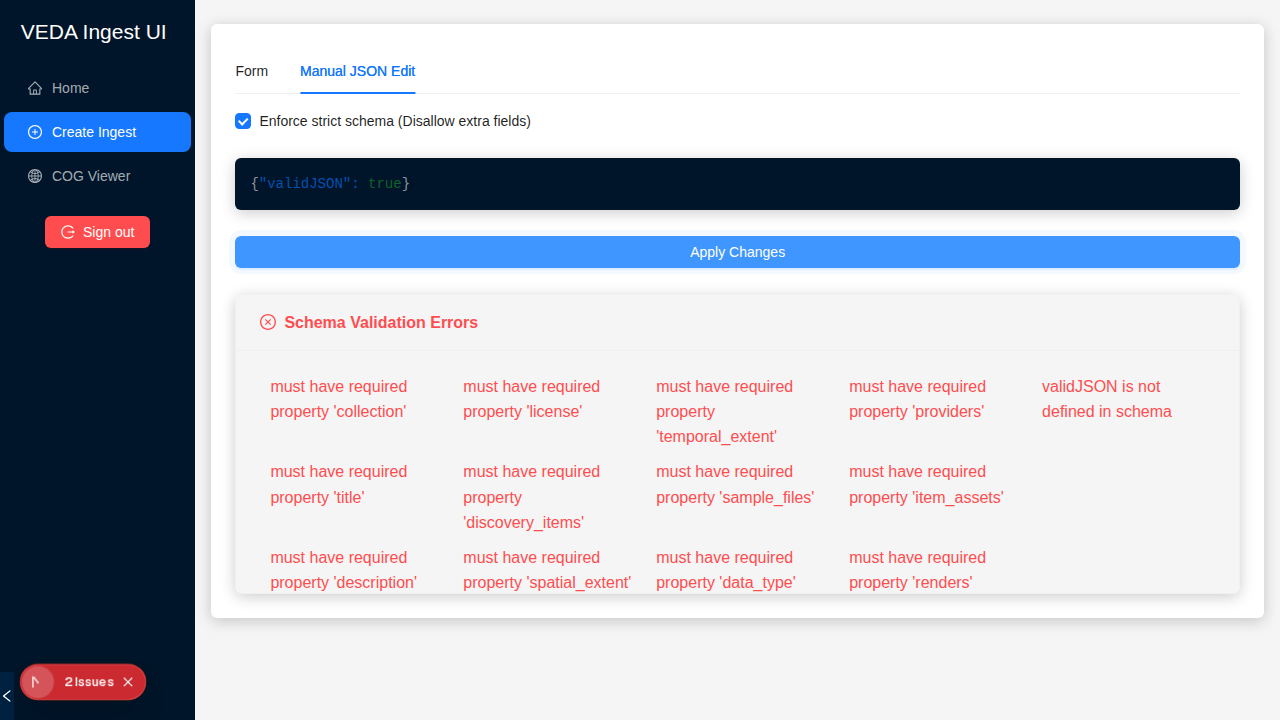 VEDA Ingest UI
Home
Create Ingest
COG Viewer
Sign out
2 Issues
Form
Manual JSON Edit
Enforce strict schema (Disallow extra fields)
{"validJSON": true}
Apply Changes
Schema Validation Errors
must have required
property 'collection'
must have required
property 'title'
must have required
property 'description'
must have required
property 'license'
must have required
property
'discovery_items'
must have required
property 'spatial_extent'
must have required
property
'temporal_extent'
must have required
property 'sample_files'
must have required
property 'data_type'
must have required
property 'providers'
must have required
property 'item_assets'
must have required
property 'renders'
validJSON is not
defined in schema